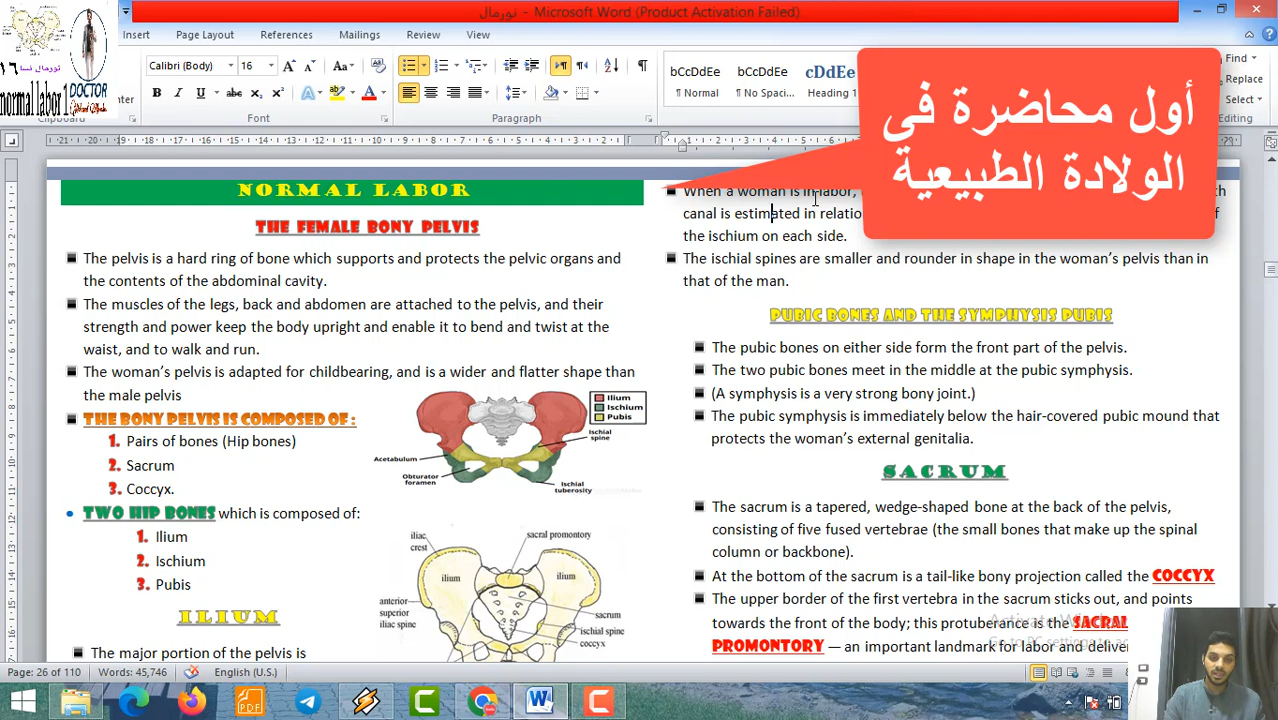 نورمال - Microsoft Word (Product Activation Failed)
Insert Page Layout References Mailings Review View
نورمال نسا ١٦
normal labor 1
DOCTOR
Calibri (Body) 16
Find
Replace
Select
bCcDdEe bCcDdEe cDdEe
¶ Normal ¶ No Spaci... Heading 1
Font Paragraph Editing
أول محاضرة في
الولادة الطبيعية
NORMAL LABOR
THE FEMALE BONY PELVIS
The pelvis is a hard ring of bone which supports and protects the pelvic organs and
the contents of the abdominal cavity.
The muscles of the legs, back and abdomen are attached to the pelvis, and their
strength and power keep the body upright and enable it to bend and twist at the
waist, and to walk and run.
The woman's pelvis is adapted for childbearing, and is a wider and flatter shape than
the male pelvis
THE BONY PELVIS IS COMPOSED OF :
1. Pairs of bones (Hip bones)
2. Sacrum
3. Coccyx.
TWO HIP BONES which is composed of:
1. Ilium
2. Ischium
3. Pubis
ILIUM
The major portion of the pelvis is
Ilium
Ischium
Pubis
Ischial
spine
Acetabulum
Obturator
foramen
Ischial
tuberosity
iliac
crest
sacral promontory
ilium
ilium
anterior
superior
iliac spine
sacrum
ischial spine
coccyx
When a woman is in labor,
canal is estimated in relatio
the ischium on each side.
The ischial spines are smaller and rounder in shape in the woman's pelvis than in
that of the man.
PUBIC BONES AND THE SYMPHYSIS PUBIS
The pubic bones on either side form the front part of the pelvis.
The two pubic bones meet in the middle at the pubic symphysis.
(A symphysis is a very strong bony joint.)
The pubic symphysis is immediately below the hair-covered pubic mound that
protects the woman's external genitalia.
SACRUM
The sacrum is a tapered, wedge-shaped bone at the back of the pelvis,
consisting of five fused vertebrae (the small bones that make up the spinal
column or backbone).
At the bottom of the sacrum is a tail-like bony projection called the COCCYX
The upper border of the first vertebra in the sacrum sticks out, and points
towards the front of the body; this protuberance is the SACRAL
PROMONTORY — an important landmark for labor and deliver
Page: 26 of 110 Words: 45,746 English (U.S.)